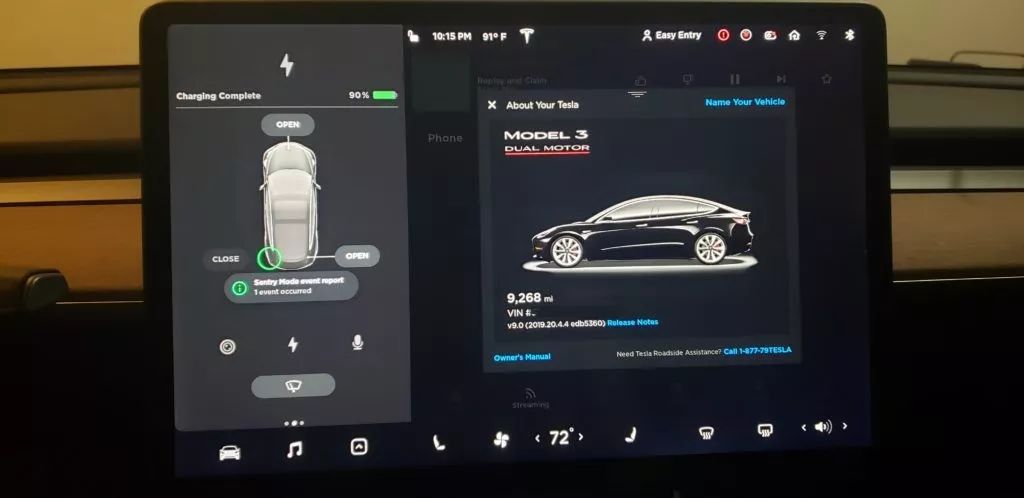 10:15 PM 91°F Easy Entry
Charging Complete 90%
OPEN
CLOSE
OPEN
Sentry Mode event report
1 event occurred
Replay and Claim
Phone
About Your Tesla
Name Your Vehicle
MODEL 3
DUAL MOTOR
9,268 mi
VIN #
v9.0 (2019.20.4.4 edb5360) Release Notes
Owner's Manual
Need Tesla Roadside Assistance? Call 1-877-79TESLA
Streaming
72°